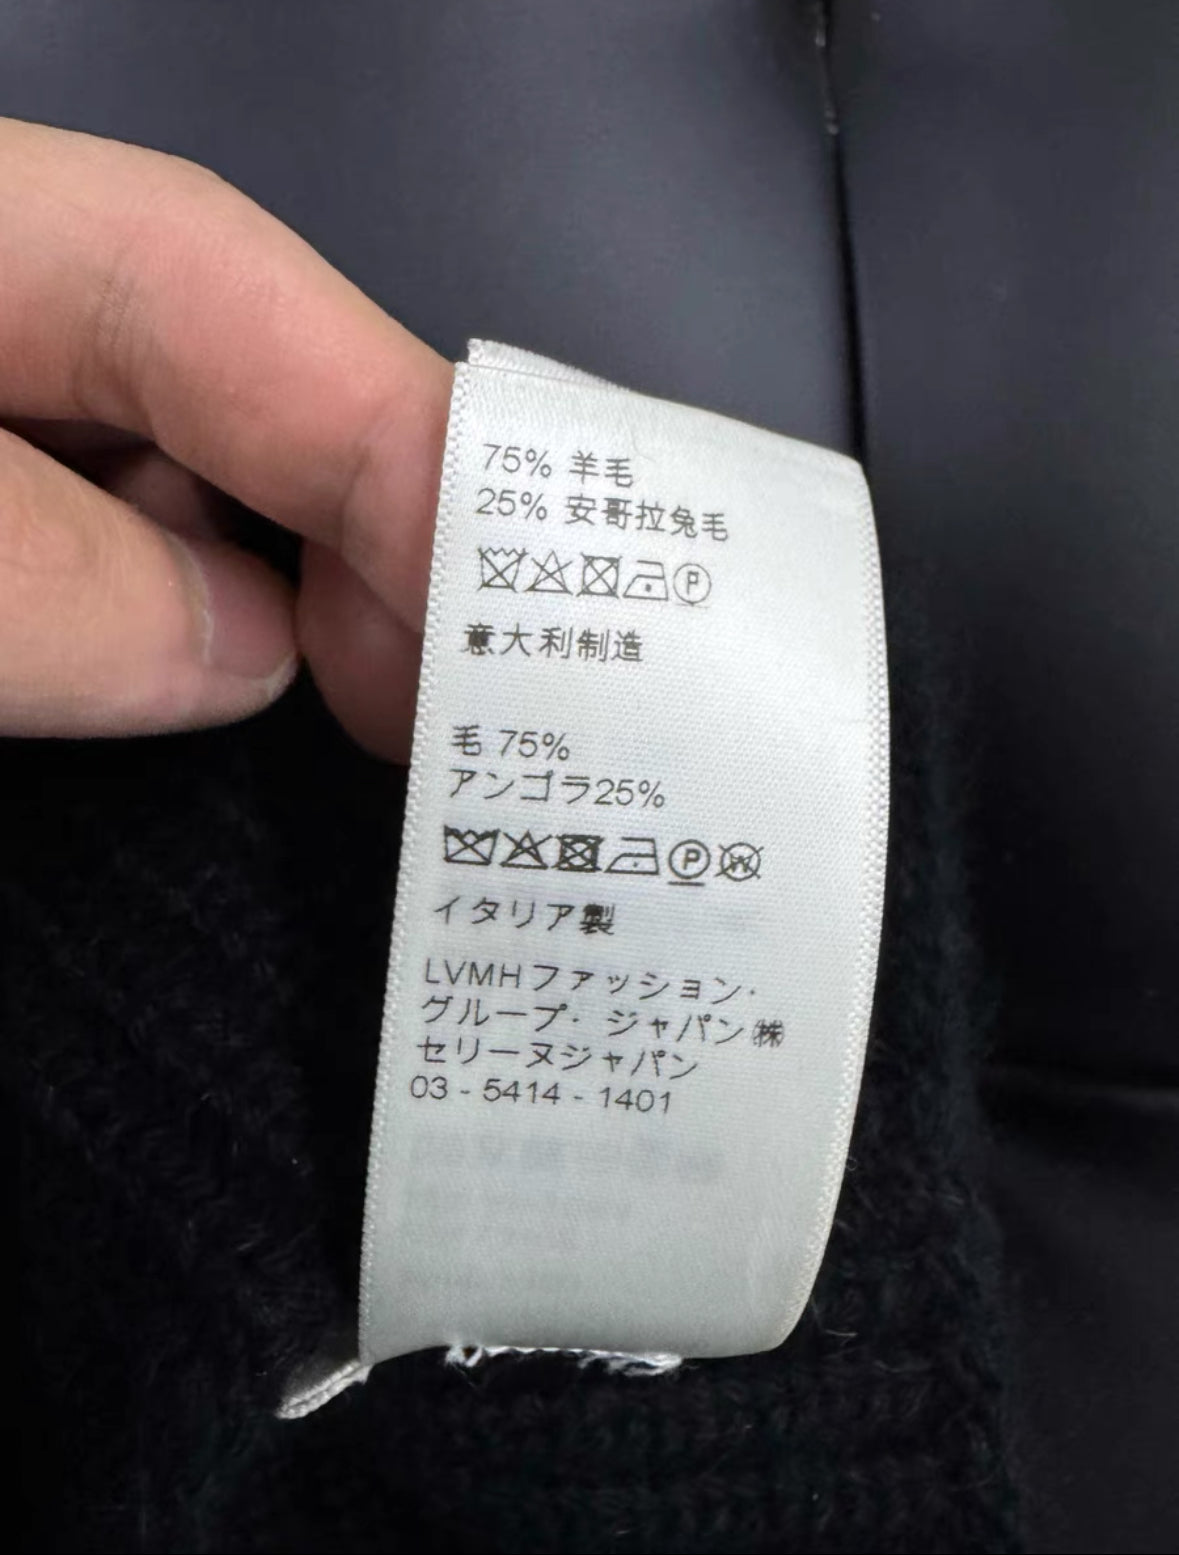 75% 羊毛
25% 安哥拉兔毛
P
意大利制造
毛 75%
アンゴラ25%
P W
イタリア製
LVMHファッション・
グループ・ジャパン㈱
セリーヌジャパン
03 - 5414 - 1401